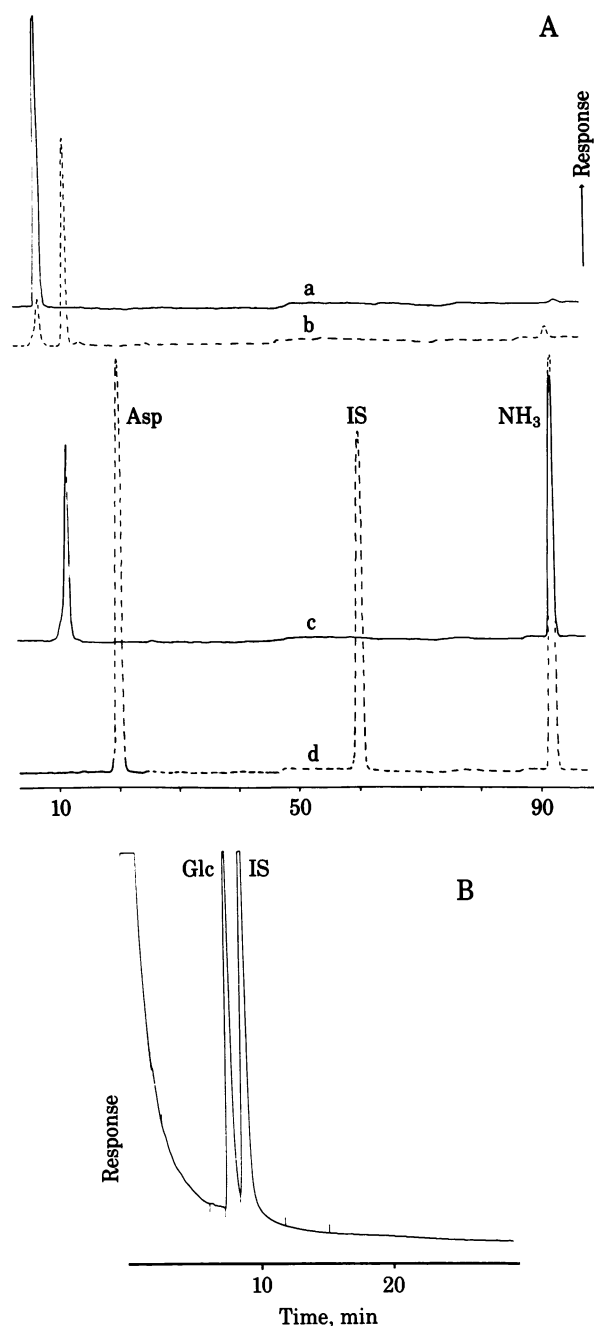 A
Response
a
b
Asp
IS
NH₃
c
d
10 50 90
Glc IS
B
Response
10 20
Time, min